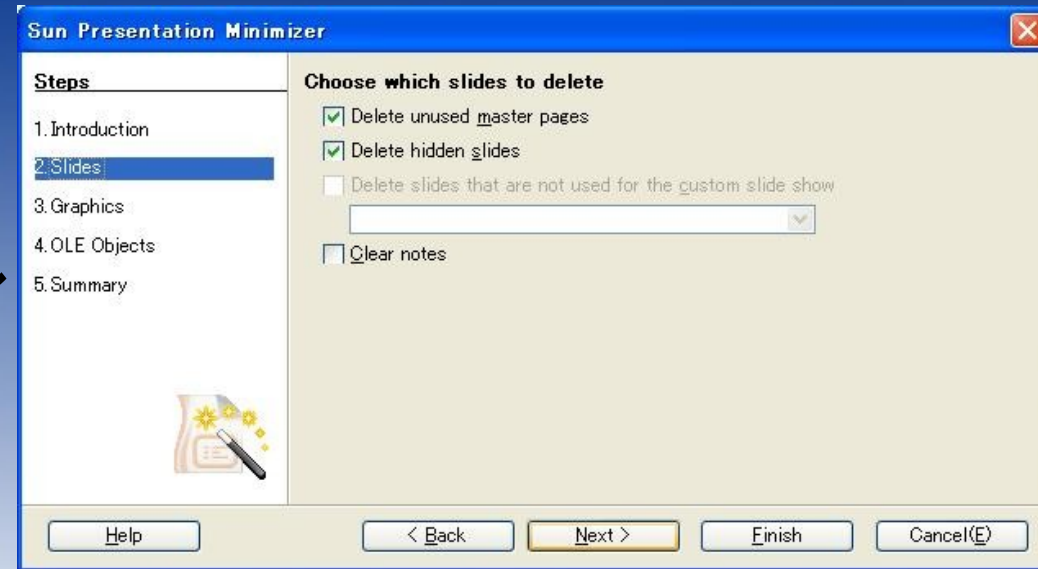 Sun Presentation Minimizer
Steps
1. Introduction
2. Slides
3. Graphics
4. OLE Objects
5. Summary
Choose which slides to delete
Delete unused master pages
Delete hidden slides
Delete slides that are not used for the custom slide show
Clear notes
Help
< Back
Next >
Finish
Cancel(E)